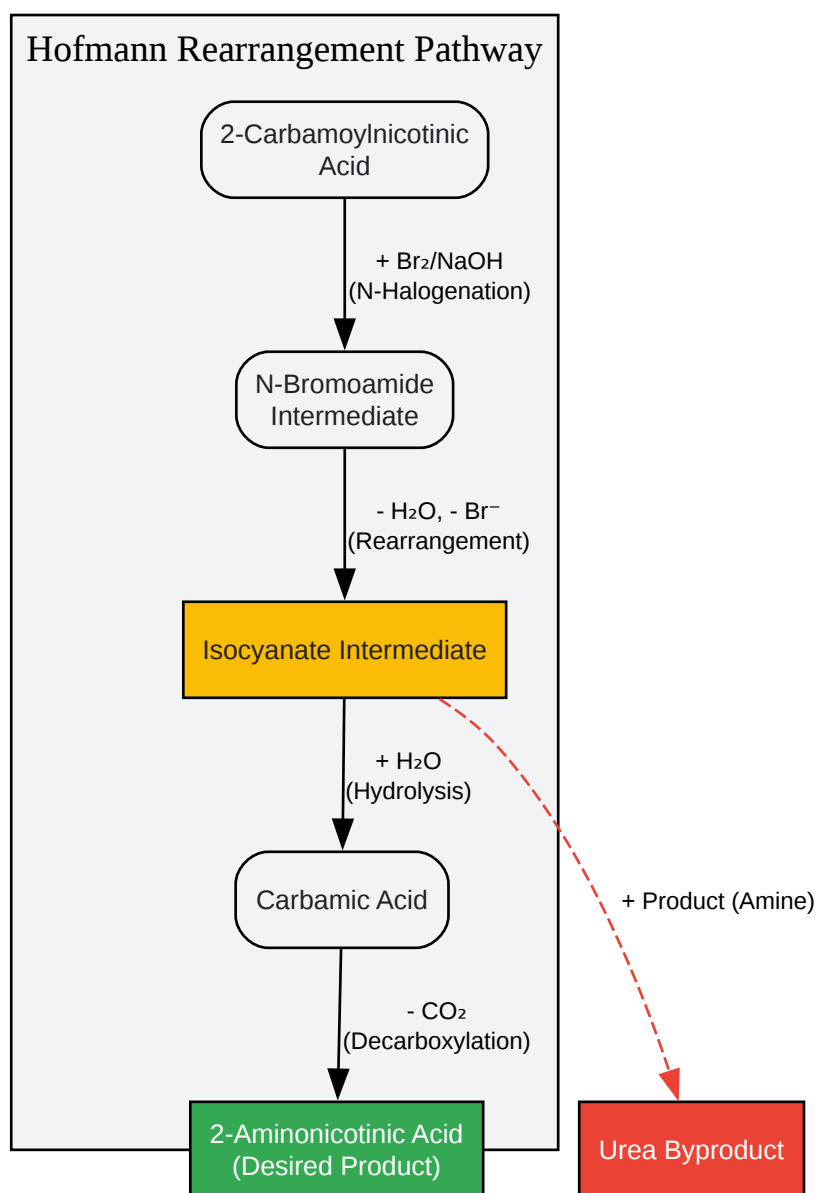 Hofmann Rearrangement Pathway
2-Carbamoylnicotinic
Acid
+ Br₂/NaOH
(N-Halogenation)
N-Bromoamide
Intermediate
- H₂O, - Br⁻
(Rearrangement)
Isocyanate Intermediate
+ H₂O
(Hydrolysis)
Carbamic Acid
+ Product (Amine)
- CO₂
(Decarboxylation)
2-Aminonicotinic Acid
(Desired Product)
Urea Byproduct